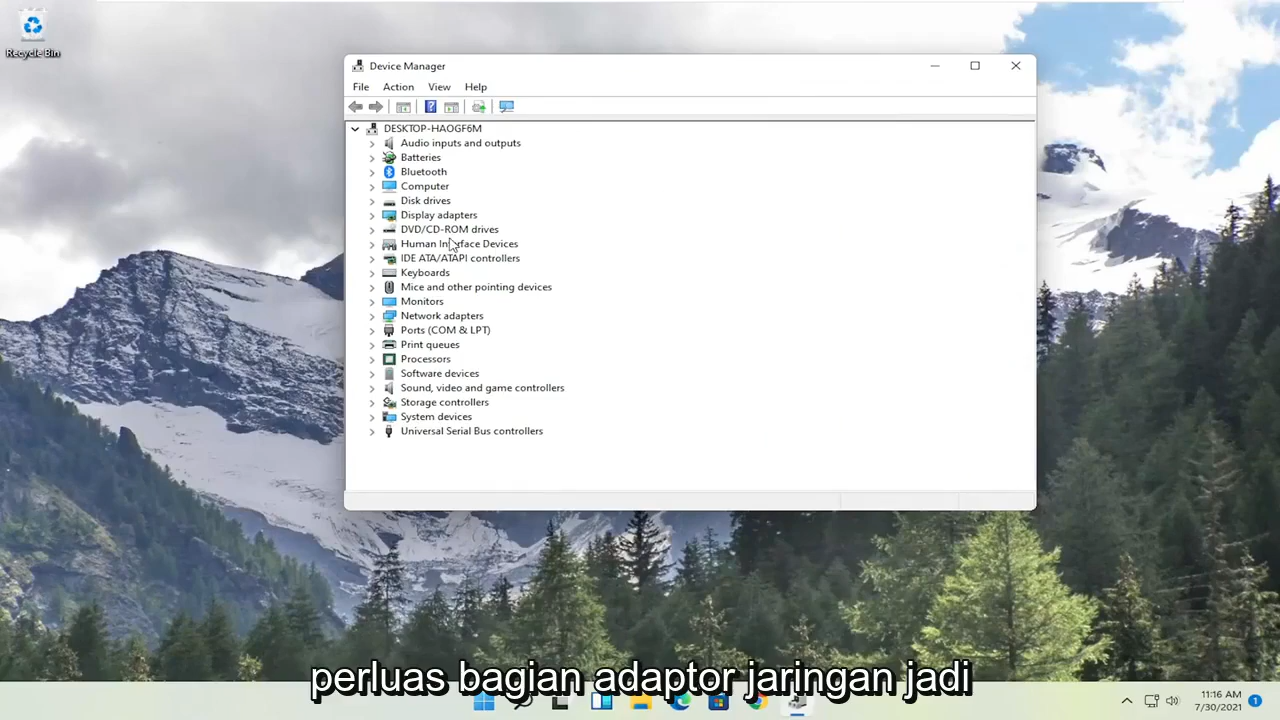 Recycle Bin
Device Manager
File Action View Help
DESKTOP-HAOGF6M
Audio inputs and outputs
Batteries
Bluetooth
Computer
Disk drives
Display adapters
DVD/CD-ROM drives
Human Interface Devices
IDE ATA/ATAPI controllers
Keyboards
Mice and other pointing devices
Monitors
Network adapters
Ports (COM & LPT)
Print queues
Processors
Software devices
Sound, video and game controllers
Storage controllers
System devices
Universal Serial Bus controllers
perluas bagian adaptor jaringan jadi
11:16 AM
7/30/2021
1